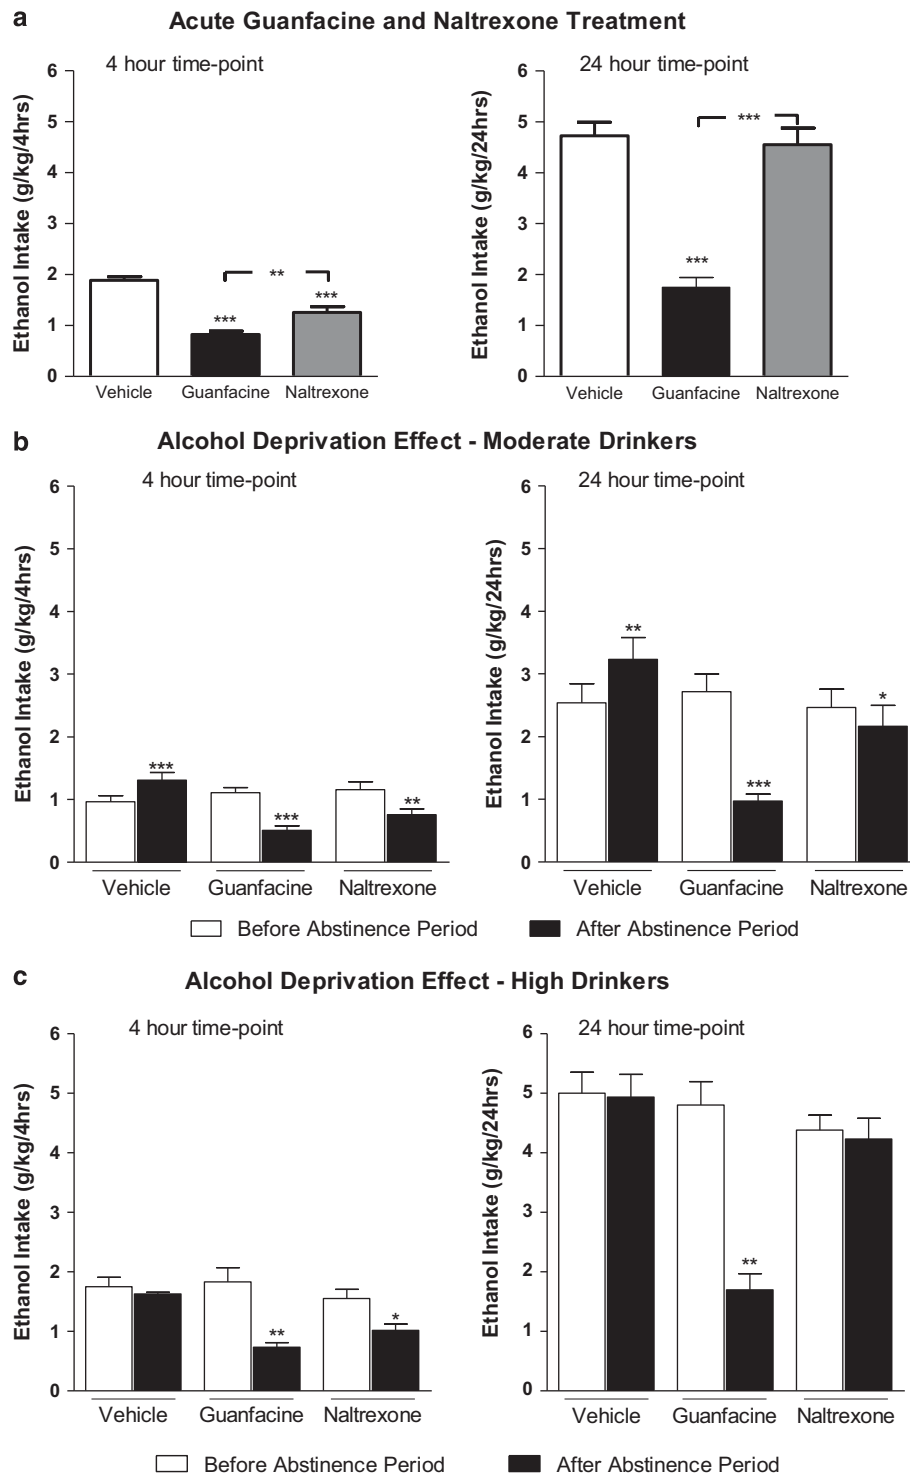 a
Acute Guanfacine and Naltrexone Treatment
4 hour time-point
Ethanol Intake (g/kg/4hrs)
6
5
4
3
2
1
0
***
**
***
Vehicle Guanfacine Naltrexone
24 hour time-point
Ethanol Intake (g/kg/24hrs)
6
5
4
3
2
1
0
***
***
Vehicle Guanfacine Naltrexone
b
Alcohol Deprivation Effect - Moderate Drinkers
4 hour time-point
Ethanol Intake (g/kg/4hrs)
6
5
4
3
2
1
0
***
***
**
Vehicle Guanfacine Naltrexone
24 hour time-point
Ethanol Intake (g/kg/24hrs)
6
5
4
3
2
1
0
**
***
*
Vehicle Guanfacine Naltrexone
Before Abstinence Period After Abstinence Period
c
Alcohol Deprivation Effect - High Drinkers
4 hour time-point
Ethanol Intake (g/kg/4hrs)
6
5
4
3
2
1
0
**
*
Vehicle Guanfacine Naltrexone
24 hour time-point
Ethanol Intake (g/kg/24hrs)
6
5
4
3
2
1
0
**
Vehicle Guanfacine Naltrexone
Before Abstinence Period After Abstinence Period